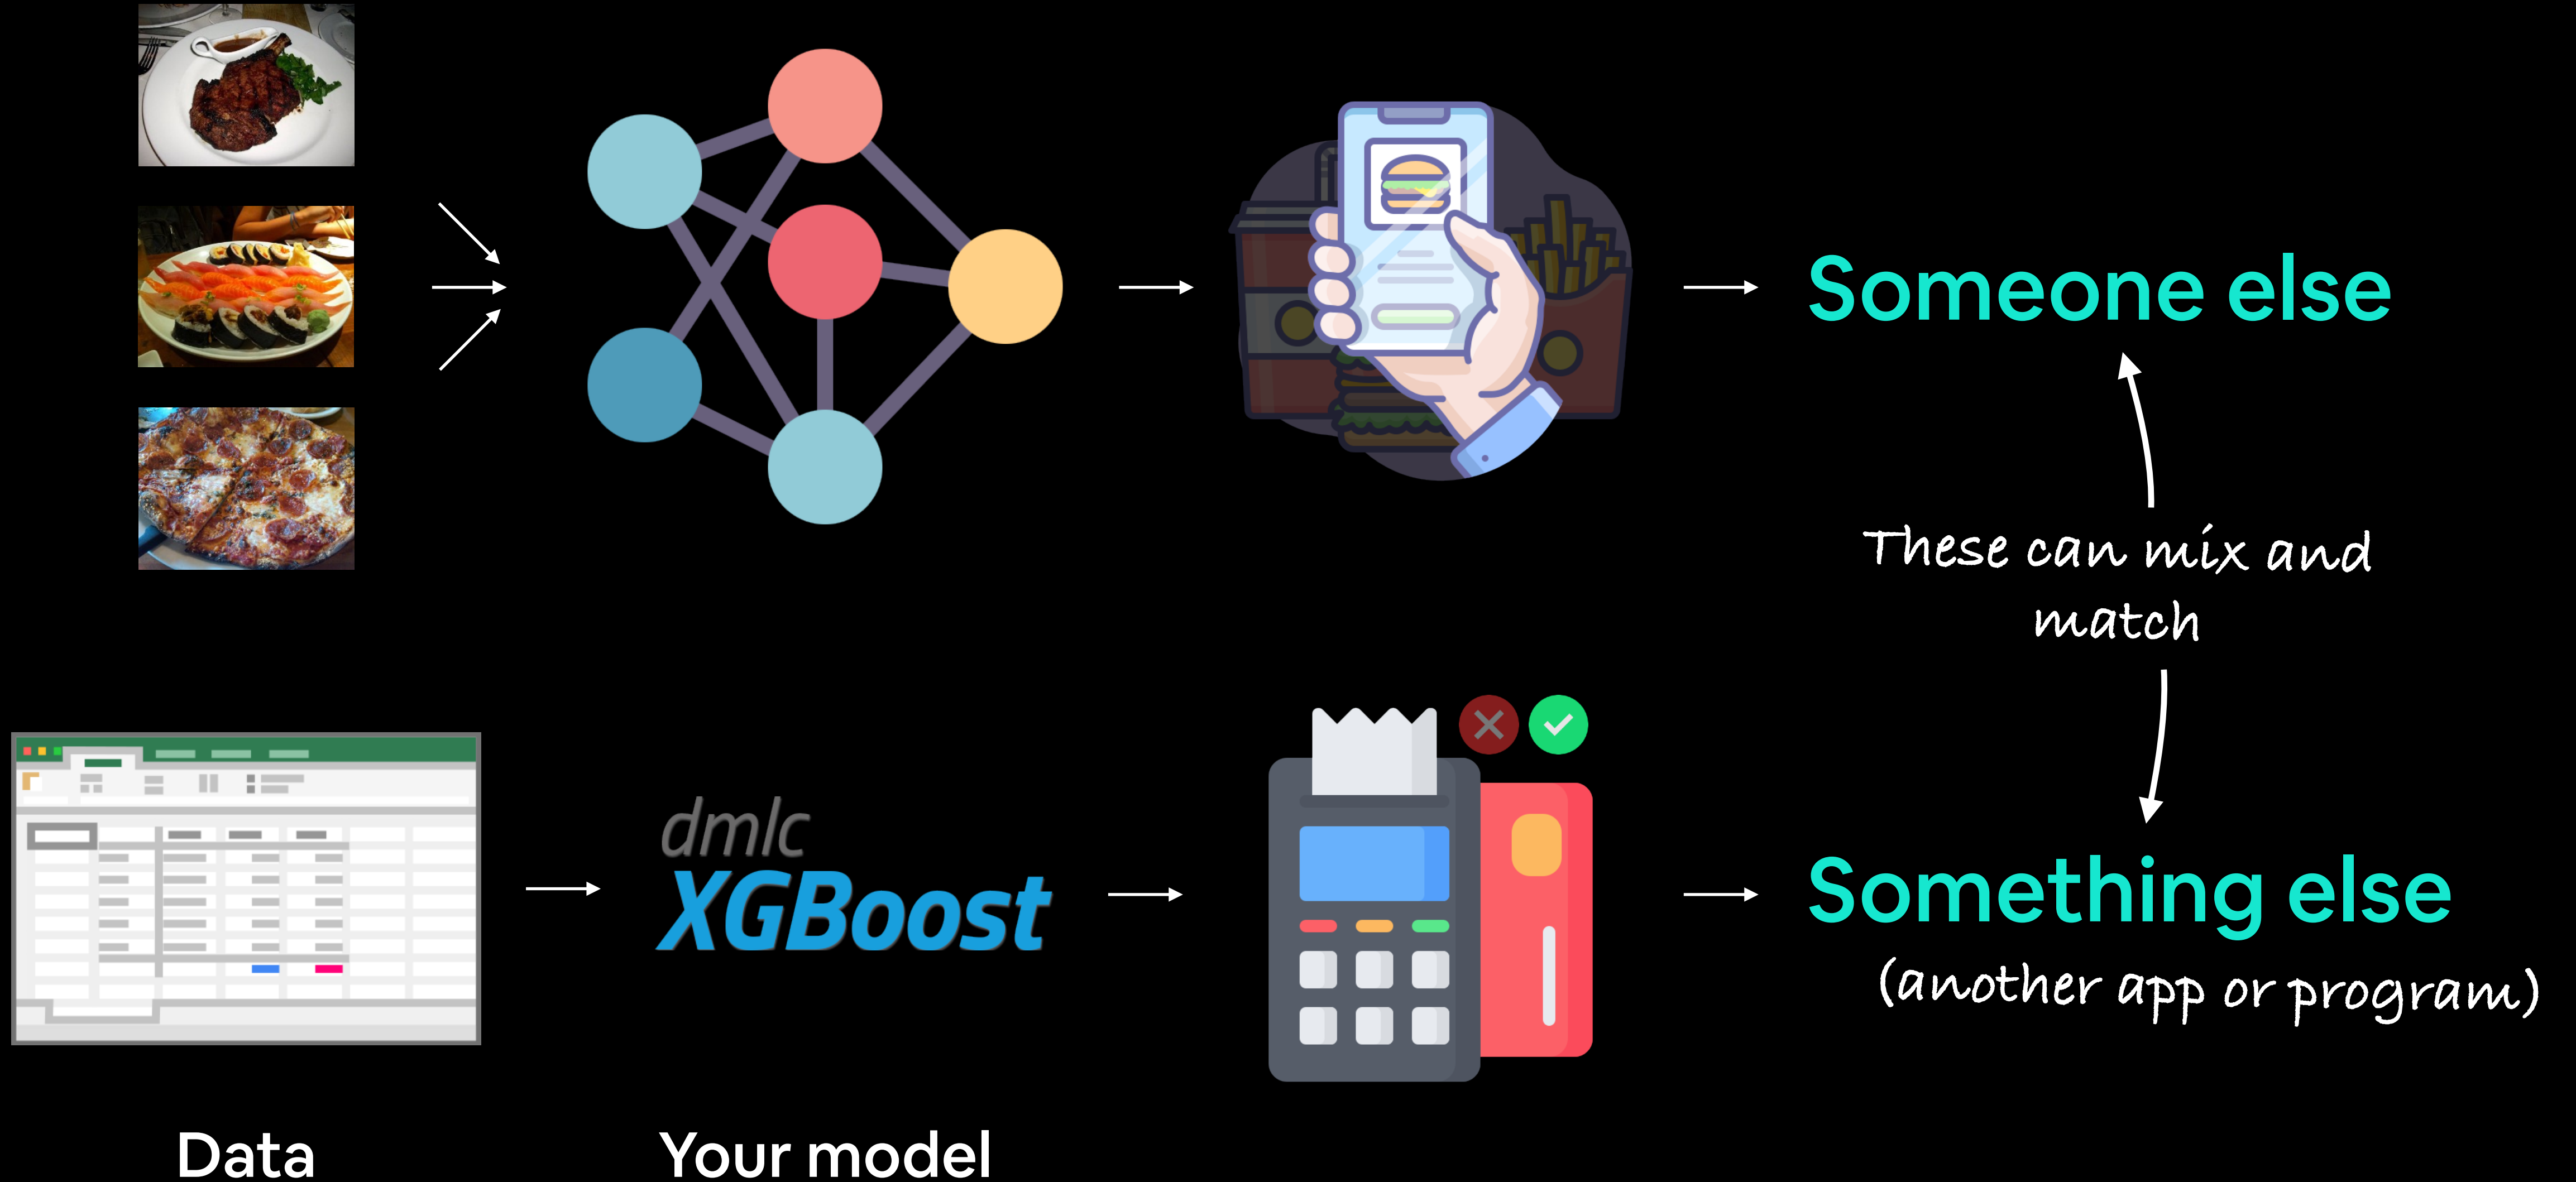 Someone else
These can mix and
match
dmlc
XGBoost
Something else
(another app or program)
Data
Your model